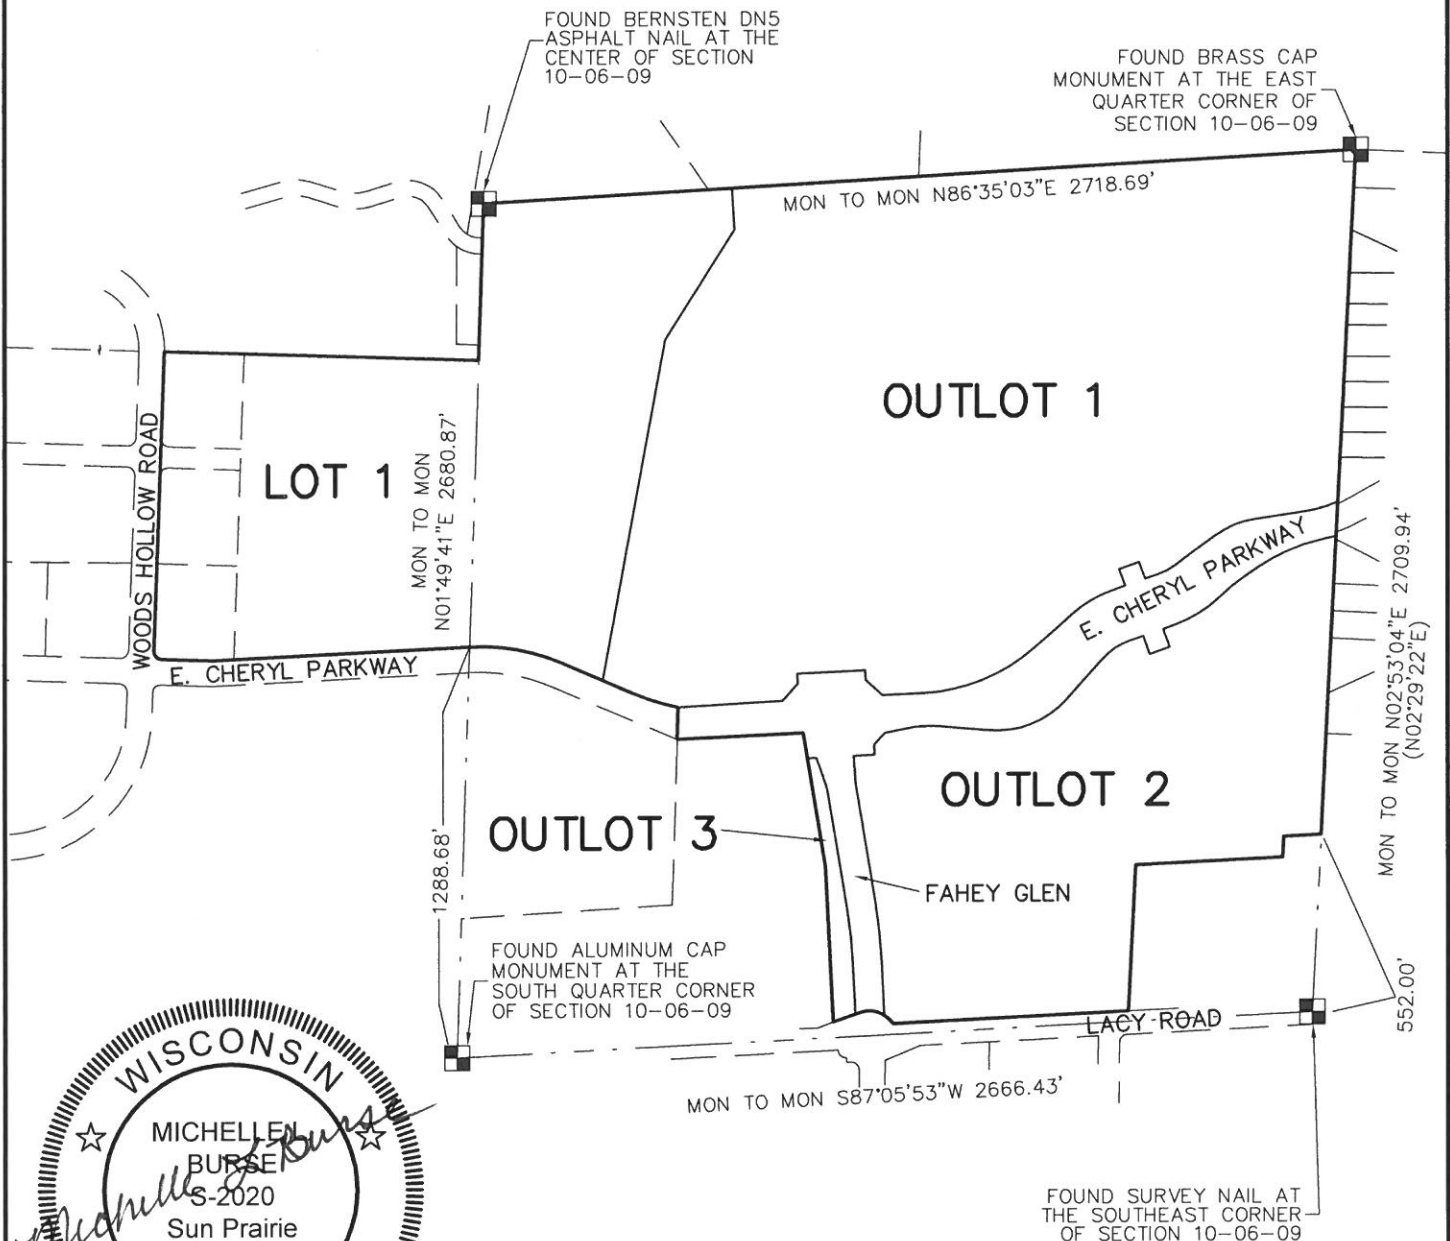 FOUND BERNSTEN DN5
ASPHALT NAIL AT THE
CENTER OF SECTION
10-06-09
FOUND BRASS CAP
MONUMENT AT THE EAST
QUARTER CORNER OF
SECTION 10-06-09
MON TO MON N86°35'03"E 2718.69'
OUTLOT 1
LOT 1
MON TO MON
N01°49'41"E 2680.87'
WOODS HOLLOW ROAD
E. CHERYL PARKWAY
E. CHERYL PARKWAY
MON TO MON N02°53'04"E 2709.94'
(N02°29'22"E)
OUTLOT 2
OUTLOT 3
1288.68'
FAHEY GLEN
FOUND ALUMINUM CAP
MONUMENT AT THE
SOUTH QUARTER CORNER
OF SECTION 10-06-09
552.00'
LACY ROAD
MON TO MON S87°05'53"W 2666.43'
WISCONSIN
MICHELLE L.
BURSE
S-2020
Sun Prairie
Michelle L Burse
FOUND SURVEY NAIL AT
THE SOUTHEAST CORNER
OF SECTION 10-06-09